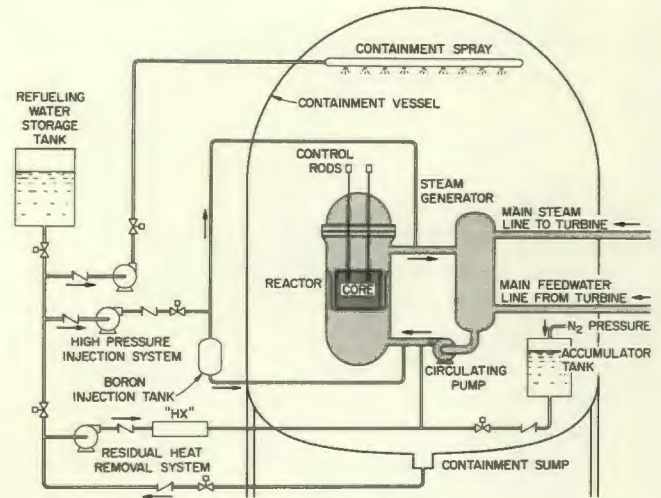 CONTAINMENT SPRAY
REFUELING
WATER
STORAGE
TANK
CONTAINMENT VESSEL
CONTROL
RODS
STEAM
GENERATOR
MAIN STEAM
LINE TO TURBINE
REACTOR
CORE
MAIN FEEDWATER
LINE FROM TURBINE
N2 PRESSURE
HIGH PRESSURE
INJECTION SYSTEM
ACCUMULATOR
TANK
CIRCULATING
PUMP
BORON
INJECTION TANK
"HX"
RESIDUAL HEAT
REMOVAL SYSTEM
CONTAINMENT SUMP